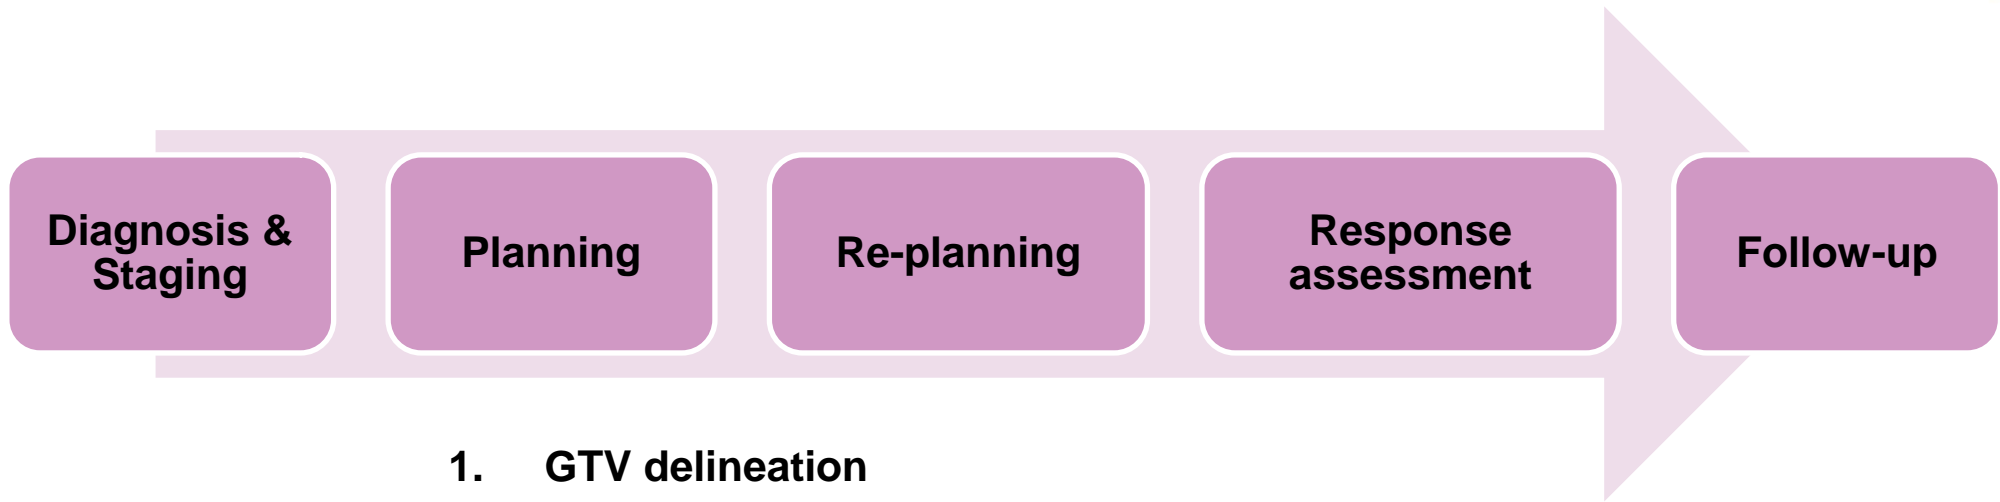 Diagnosis &
Staging
Planning
Re-planning
Response
assessment
Follow-up
1. GTV delineation